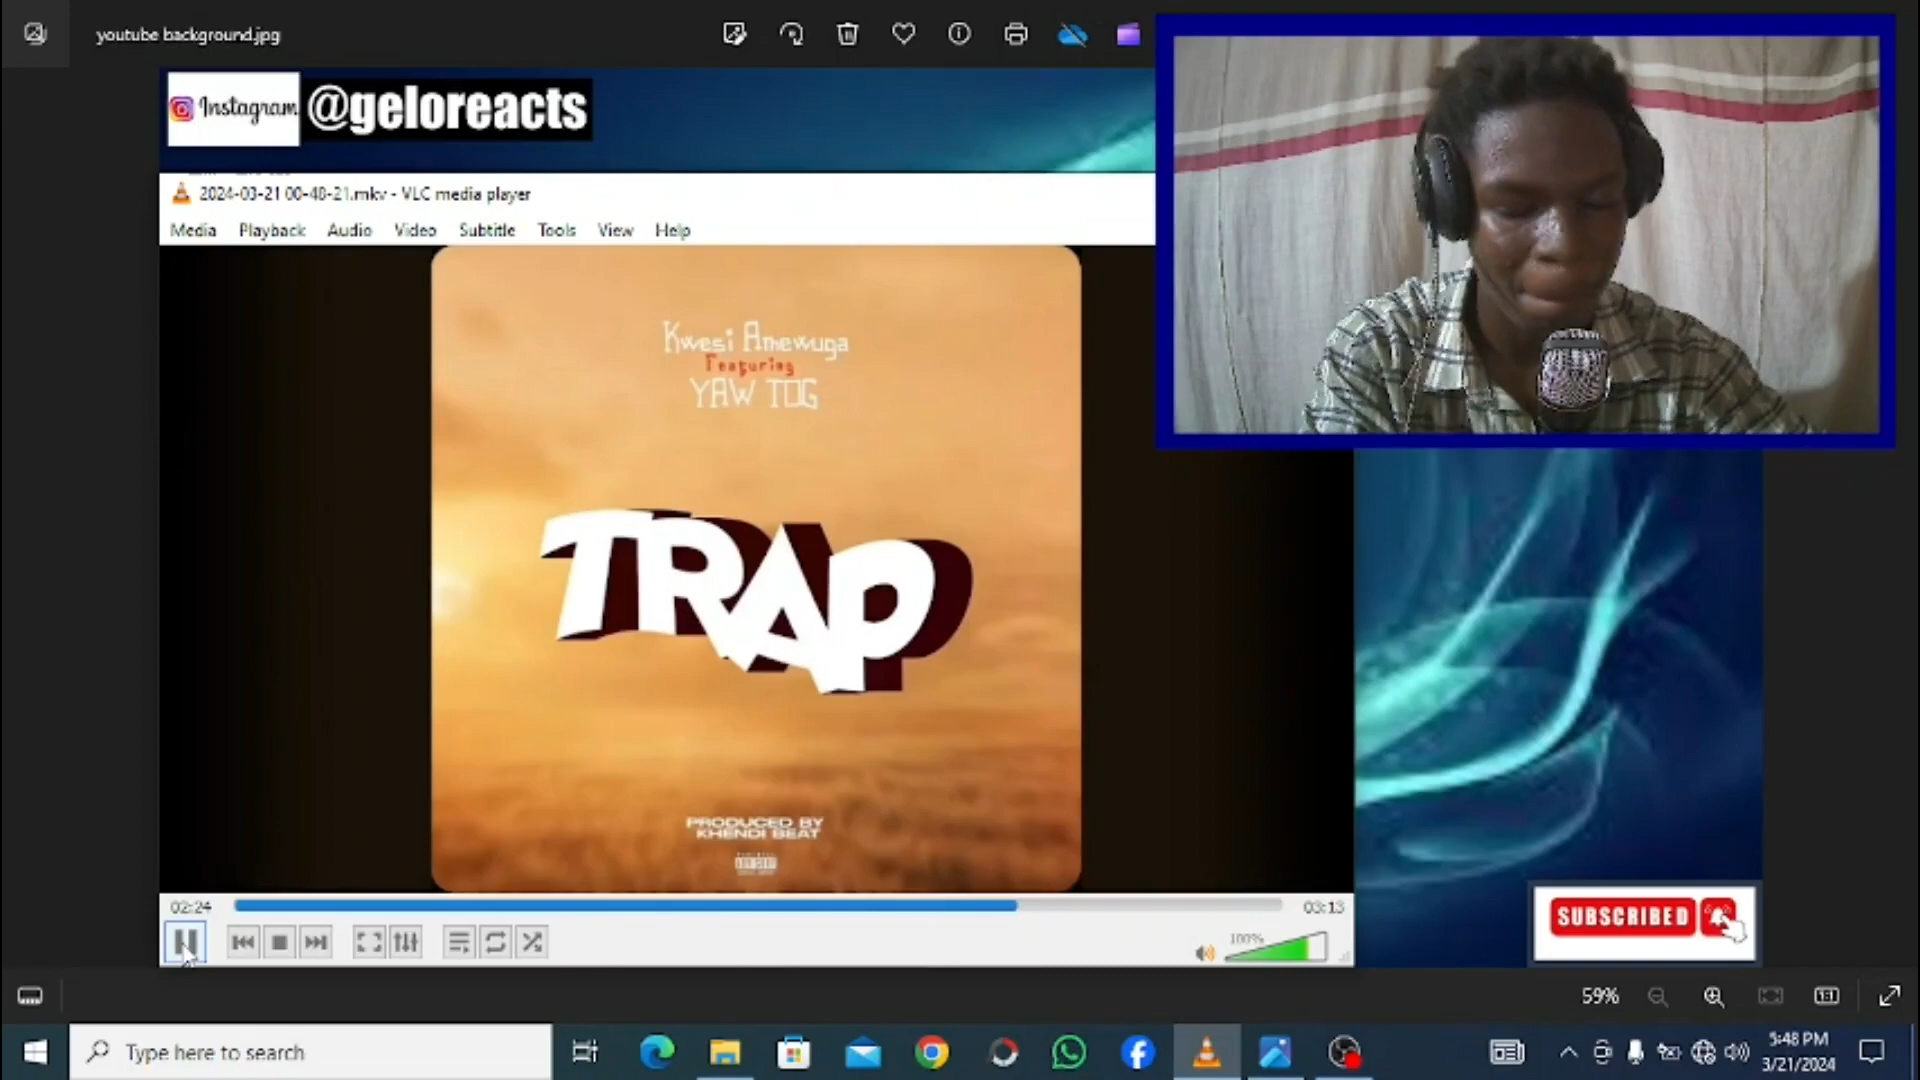 youtube background.jpg
Instagram @geloreacts
2024-03-21 00-48-21.mkv - VLC media player
Media Playback Audio Video Subtitle Tools View Help
Kwesi Amewuga
Featuring
YAW TOG
TRAP
PRODUCED BY
KHENDI BEAT
02:24
03:13
100%
SUBSCRIBED
59%
Type here to search
5:48 PM
3/21/2024